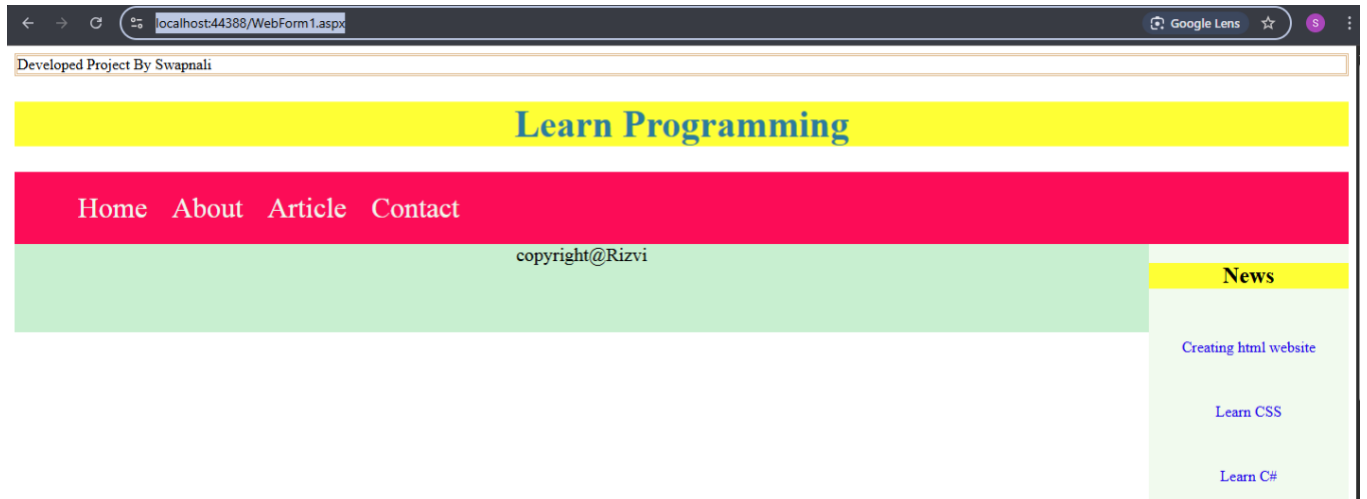 localhost:44388/WebForm1.aspx Google Lens S
Developed Project By Swapnali
Learn Programming
Home About Article Contact
copyright@Rizvi
News
Creating html website
Learn CSS
Learn C#